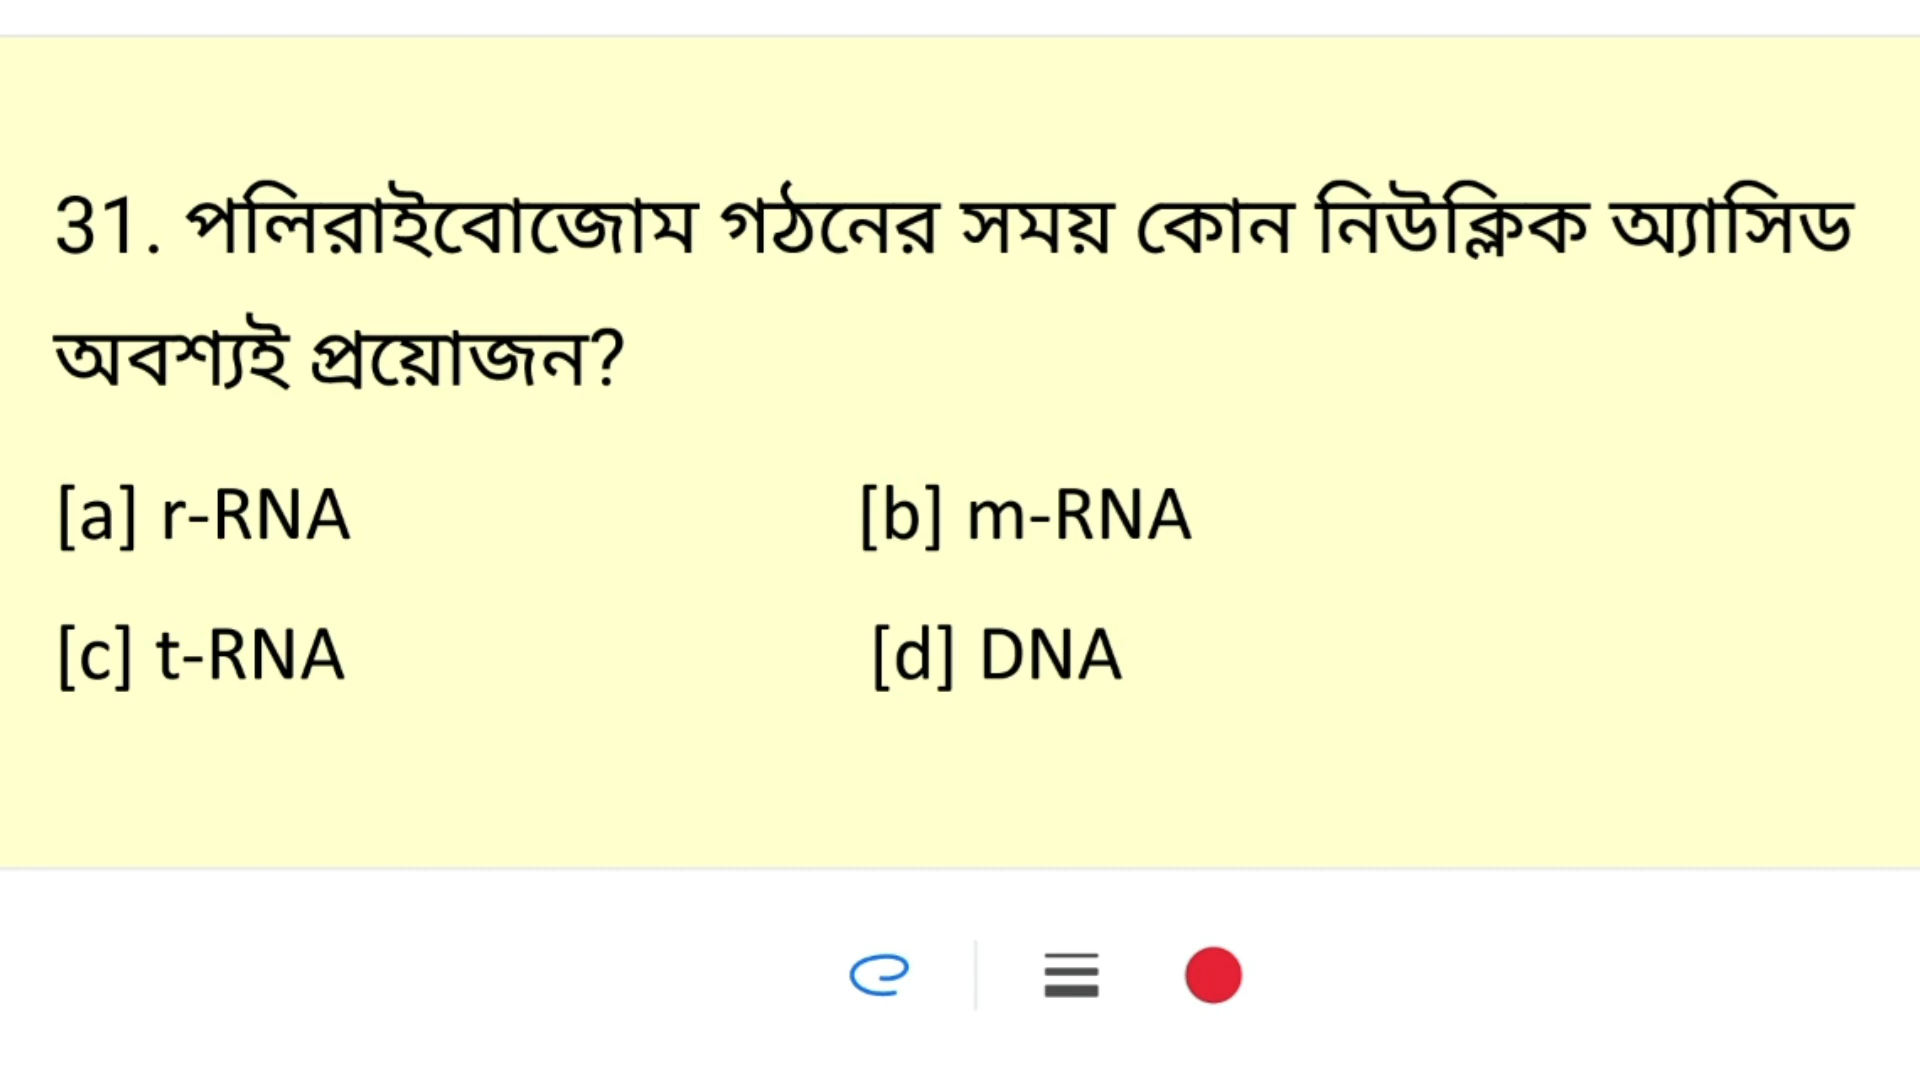 31. পলিরাইবোজোম গঠনের সময় কোন নিউক্লিক অ্যাসিড
অবশ্যই প্রয়োজন?
[a] r-RNA [b] m-RNA
[c] t-RNA [d] DNA